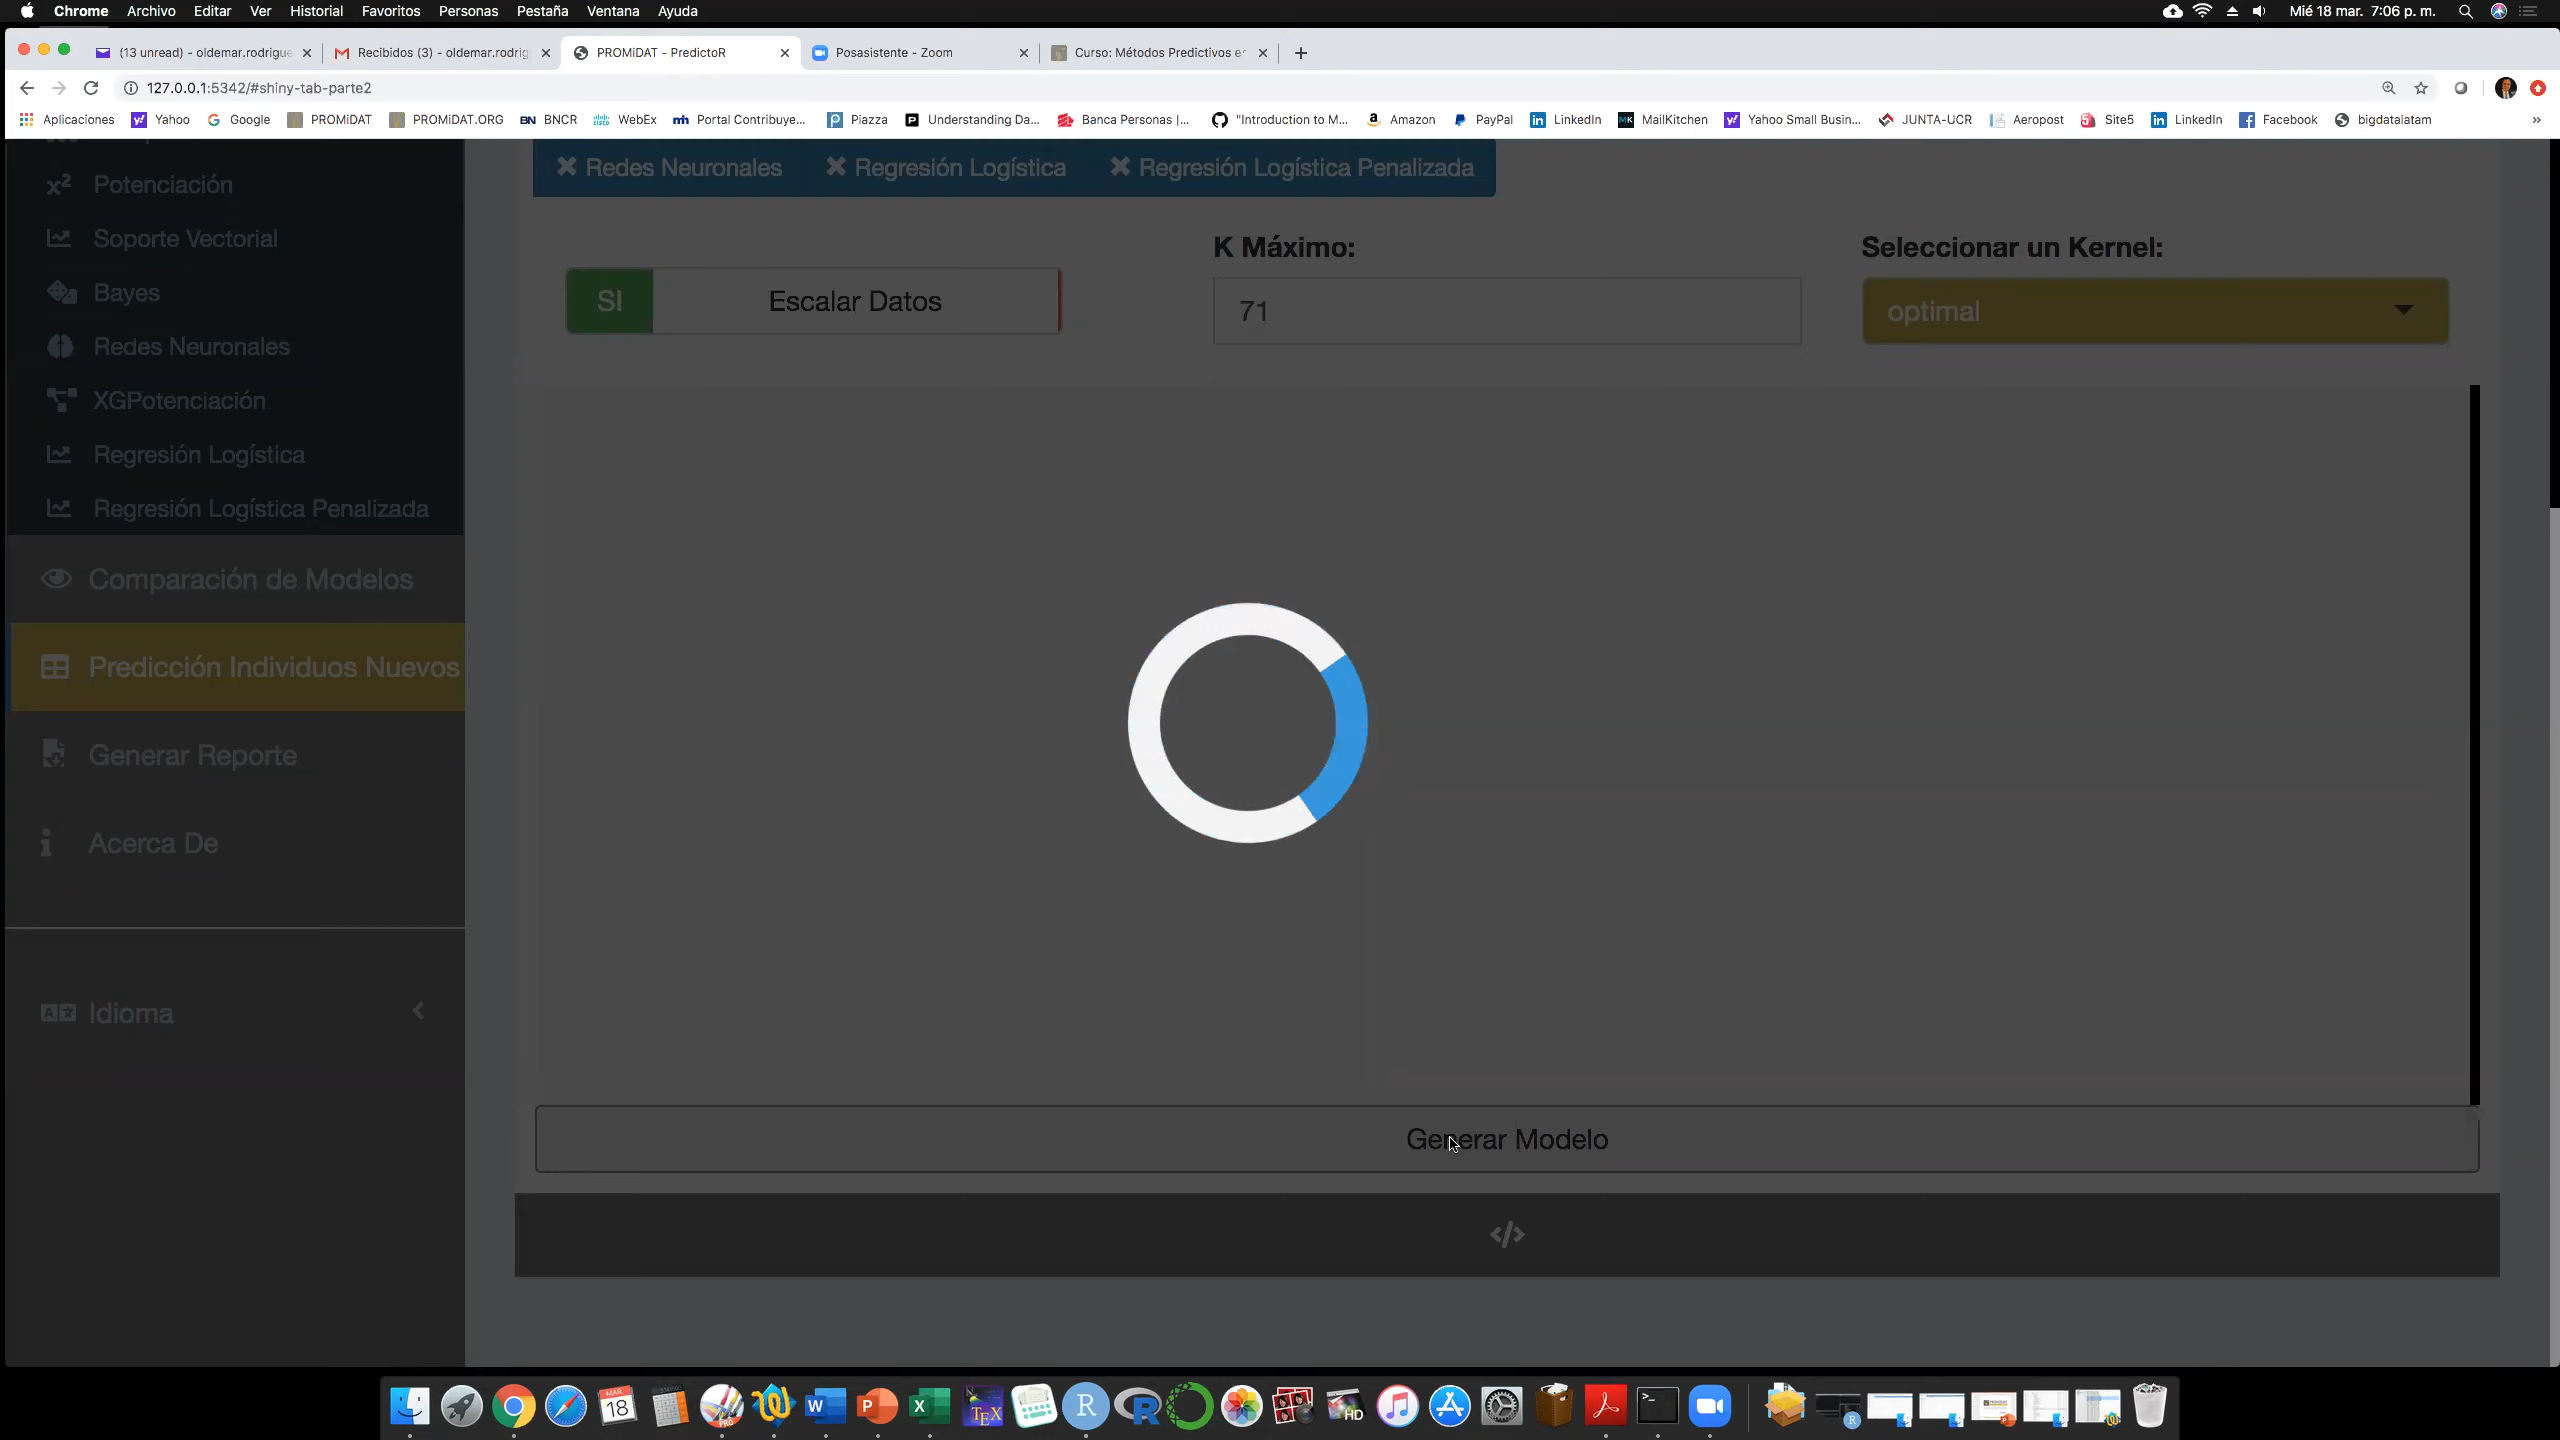 Chrome Archivo Editar Ver Historial Favoritos Personas Pestaña Ventana Ayuda Mié 18 mar. 7:06 p. m.
(13 unread) - oldemar.rodrigue Recibidos (3) - oldemar.rodrig PROMiDAT - PredictoR Posasistente - Zoom Curso: Métodos Predictivos e
127.0.0.1:5342/#shiny-tab-parte2
Aplicaciones Yahoo Google PROMiDAT PROMiDAT.ORG BNCR WebEx Portal Contribuye... Piazza Understanding Da... Banca Personas |... "Introduction to M... Amazon PayPal LinkedIn MailKitchen Yahoo Small Busin... JUNTA-UCR Aeropost Site5 LinkedIn Facebook bigdatalatam »
Redes Neuronales Regresión Logística Regresión Logística Penalizada
x² Potenciación
Soporte Vectorial
K Máximo: Seleccionar un Kernel:
Bayes
SI Escalar Datos 71 optimal
Redes Neuronales
XGPotenciación
Regresión Logística
Regresión Logística Penalizada
Comparación de Modelos
Predicción Individuos Nuevos
Generar Reporte
Acerca De
Idioma
Generar Modelo
</>